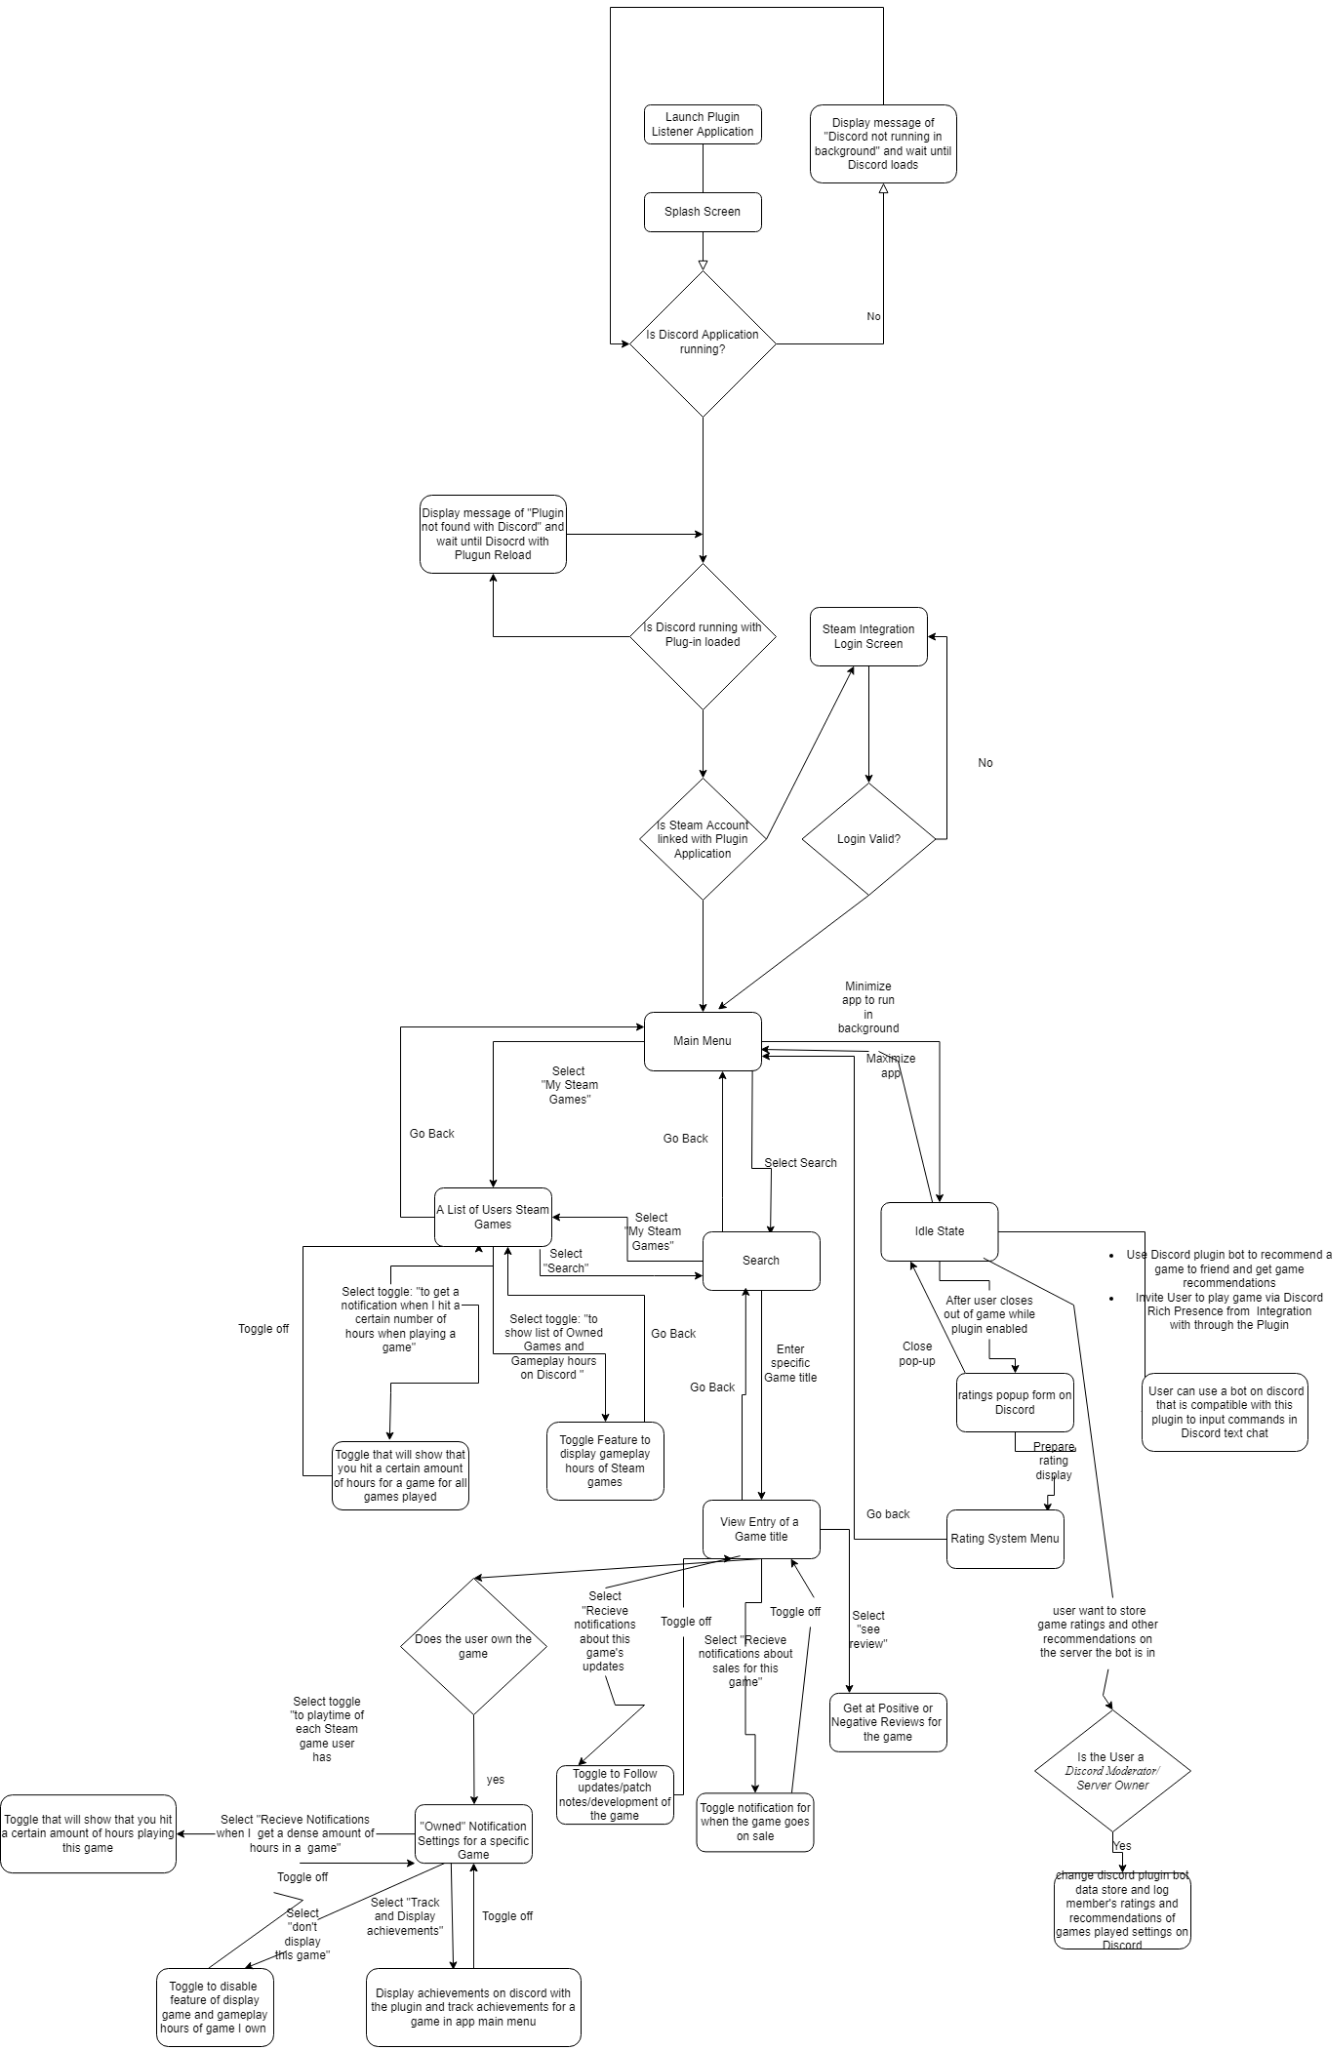 Launch Plugin
Listener Application
Display message of
"Discord not running in
background" and wait until
Discord loads
Splash Screen
No
Is Discord Application
running?
Display message of "Plugin
not found with Discord" and
wait until Disocrd with
Plugun Reload
Is Discord running with
Plug-in loaded
Steam Integration
Login Screen
No
Is Steam Account
linked with Plugin
Application
Login Valid?
Minimize
app to run
in
background
Main Menu
Maximize
app
Select
"My Steam
Games"
Go Back
Go Back
Select Search
A List of Users Steam
Games
Select
"My Steam
Games"
Select
"Search"
Search
Idle State
Use Discord plugin bot to recommend a
game to friend and get game
recommendations
Invite User to play game via Discord
Rich Presence from Integration
with through the Plugin
Select toggle: "to get a
notification when I hit a
certain number of
hours when playing a
game"
Toggle off
Select toggle: "to
show list of Owned
Games and
Gameplay hours
on Discord "
Go Back
Enter
specific
Game title
Go Back
After user closes
out of game while
plugin enabled
Close
pop-up
ratings popup form on
Discord
User can use a bot on discord
that is compatible with this
plugin to input commands in
Discord text chat
Toggle that will show that
you hit a certain amount
of hours for a game for all
games played
Toggle Feature to
display gameplay
hours of Steam
games
Prepare
rating
display
View Entry of a
Game title
Go back
Rating System Menu
Does the user own the
game
Select
"Recieve
notifications
about this
game's
updates
Toggle off
Select "Recieve
notifications about
sales for this
game"
Toggle off
Select
"see
review"
user want to store
game ratings and other
recommendations on
the server the bot is in
Select toggle
"to playtime of
each Steam
game user
has
Get at Positive or
Negative Reviews for
the game
Is the User a
Discord Moderator/
Server Owner
yes
Toggle to Follow
updates/patch
notes/development of
the game
Toggle notification for
when the game goes
on sale
Toggle that will show that you hit
a certain amount of hours playing
this game
Select "Recieve Notifications
when I get a dense amount of
hours in a game"
"Owned" Notification
Settings for a specific
Game
Yes
Toggle off
Select
"don't
display
this game"
Select "Track
and Display
achievements"
Toggle off
change discord plugin bot
data store and log
member's ratings and
recommendations of
games played settings on
Discord
Toggle to disable
feature of display
game and gameplay
hours of game I own
Display achievements on discord with
the plugin and track achievements for a
game in app main menu